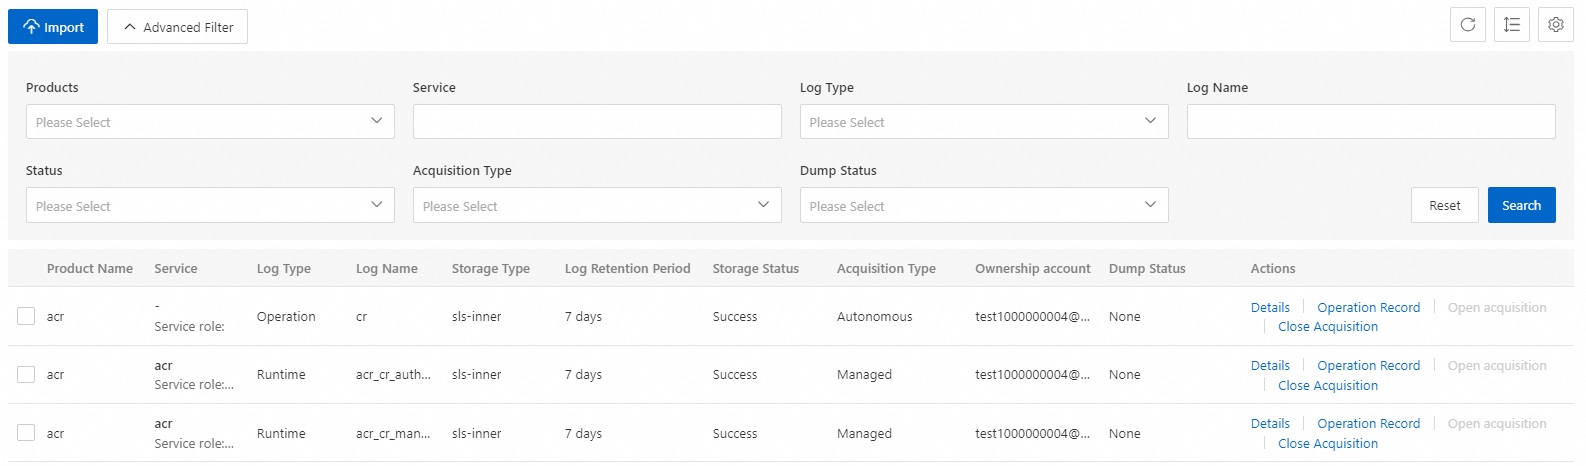 Import Advanced Filter
Products Service Log Type Log Name
Please Select Please Select
Status Acquisition Type Dump Status
Please Select Please Select Please Select Reset Search
Product Name Service Log Type Log Name Storage Type Log Retention Period Storage Status Acquisition Type Ownership account Dump Status Actions
acr - Service role: Operation cr sls-inner 7 days Success Autonomous test1000000004@... None Details Operation Record Open acquisition
Close Acquisition
acr acr Service role:... Runtime acr_cr_auth... sls-inner 7 days Success Managed test1000000004@... None Details Operation Record Open acquisition
Close Acquisition
acr acr Service role:... Runtime acr_cr_man... sls-inner 7 days Success Managed test1000000004@... None Details Operation Record Open acquisition
Close Acquisition